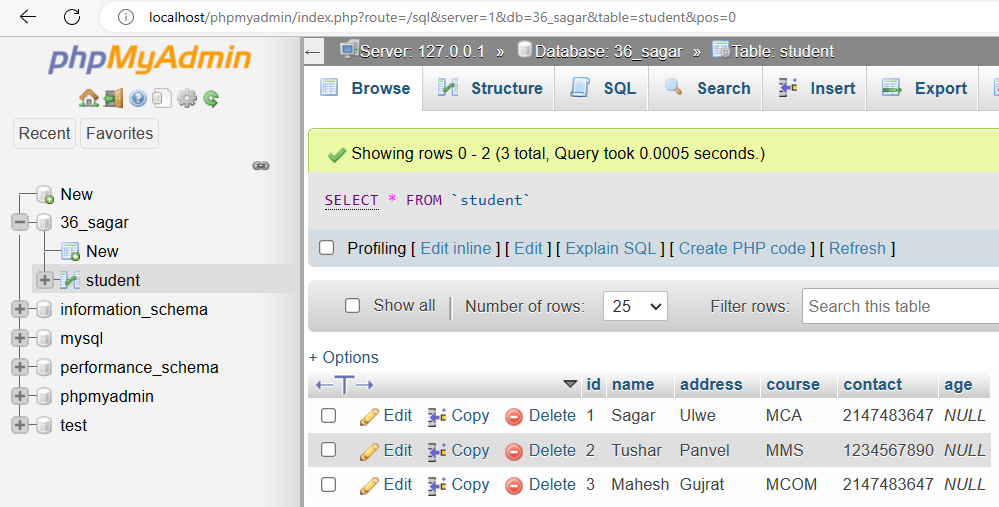 localhost/phpmyadmin/index.php?route=/sql&server=1&db=36_sagar&table=student&pos=0
phpMyAdmin
Recent Favorites
New
36_sagar
New
student
information_schema
mysql
performance_schema
phpmyadmin
test
Server: 127.0.0.1 » Database: 36_sagar » Table: student
Browse Structure SQL Search Insert Export
Showing rows 0 - 2 (3 total, Query took 0.0005 seconds.)
SELECT * FROM `student`
Profiling [ Edit inline ] [ Edit ] [ Explain SQL ] [ Create PHP code ] [ Refresh ]
Show all Number of rows: 25 Filter rows: Search this table
+ Options
←T→ id name address course contact age
Edit Copy Delete 1 Sagar Ulwe MCA 2147483647 NULL
Edit Copy Delete 2 Tushar Panvel MMS 1234567890 NULL
Edit Copy Delete 3 Mahesh Gujrat MCOM 2147483647 NULL